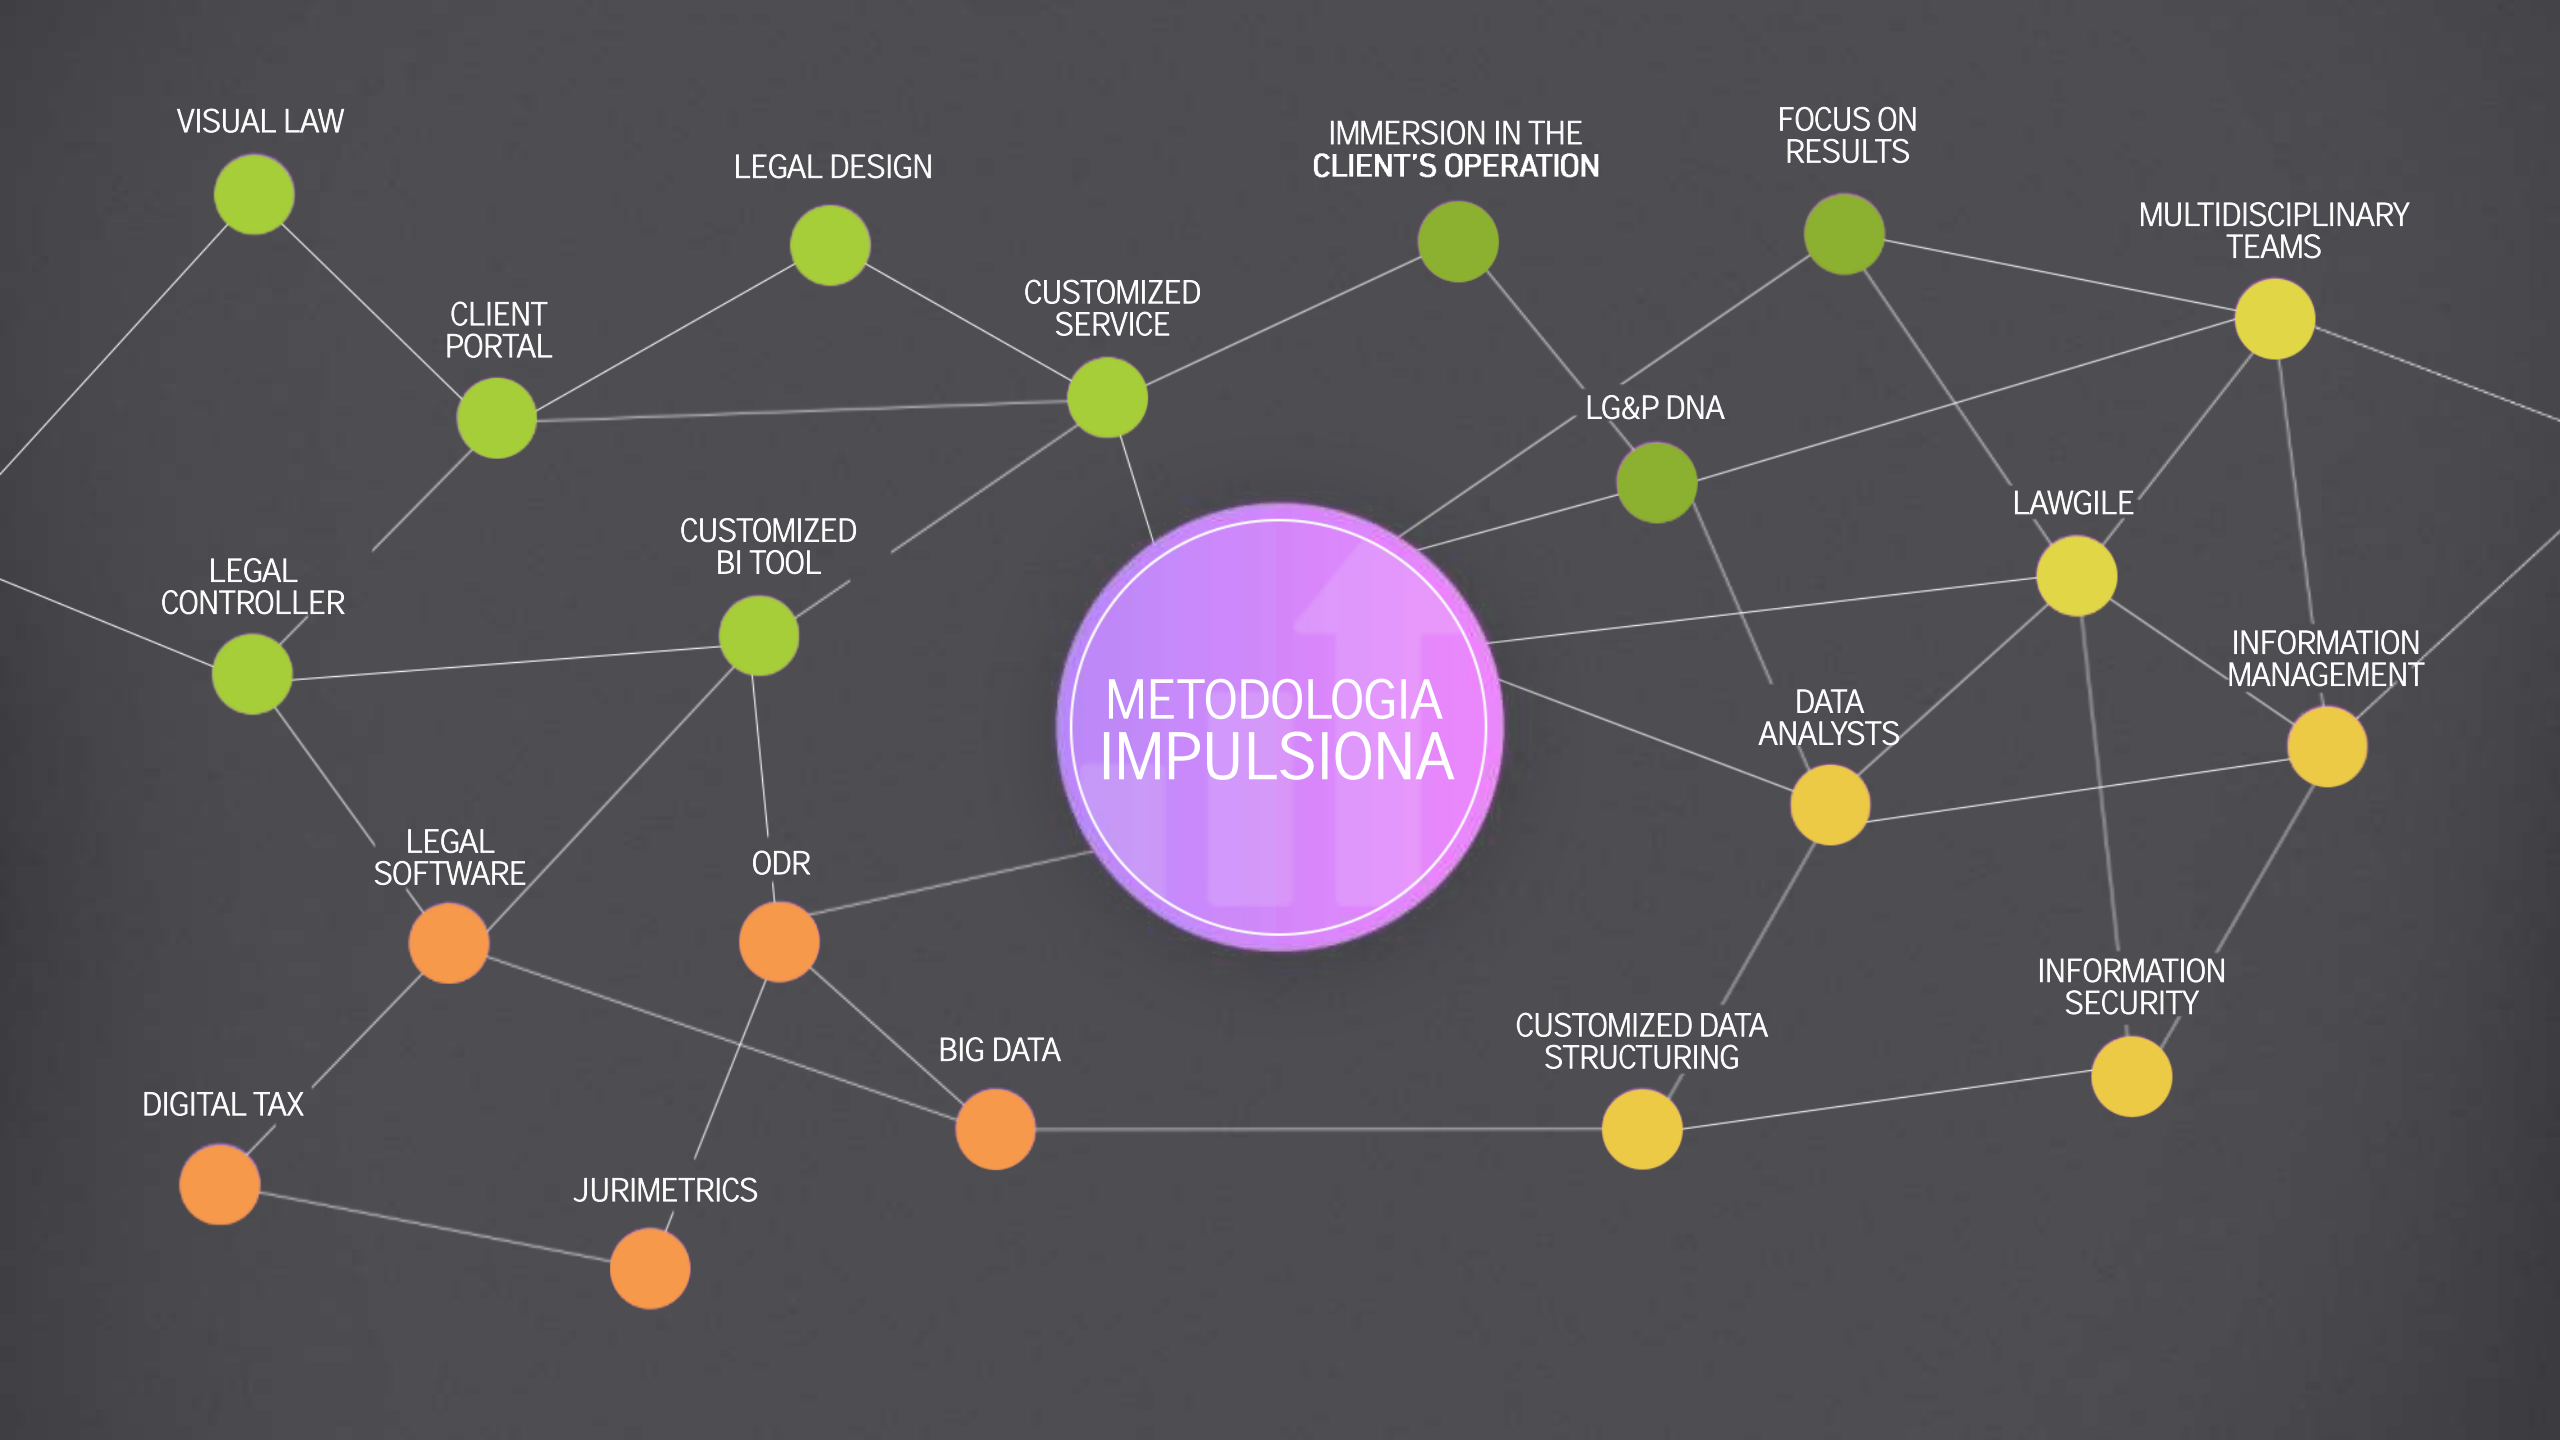 VISUAL LAW
LEGAL DESIGN
IMMERSION IN THE
CLIENT'S OPERATION
FOCUS ON
RESULTS
MULTIDISCIPLINARY
TEAMS
CLIENT
PORTAL
CUSTOMIZED
SERVICE
LG&P DNA
LAWGILE
CUSTOMIZED
BI TOOL
LEGAL
CONTROLLER
INFORMATION
MANAGEMENT
METODOLOGIA
IMPULSIONA
DATA
ANALYSTS
LEGAL
SOFTWARE
ODR
INFORMATION
SECURITY
CUSTOMIZED DATA
STRUCTURING
BIG DATA
DIGITAL TAX
JURIMETRICS